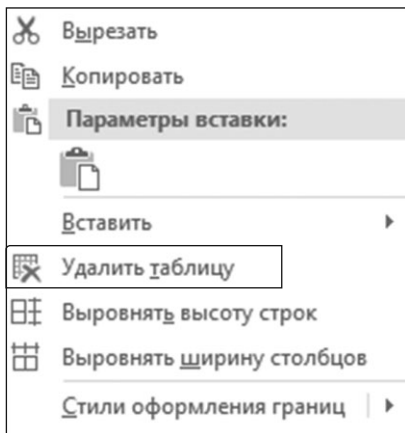 Вырезать
Копировать
Параметры вставки:
Вставить
Удалить таблицу
Выровнять высоту строк
Выровнять ширину столбцов
Стили оформления границ